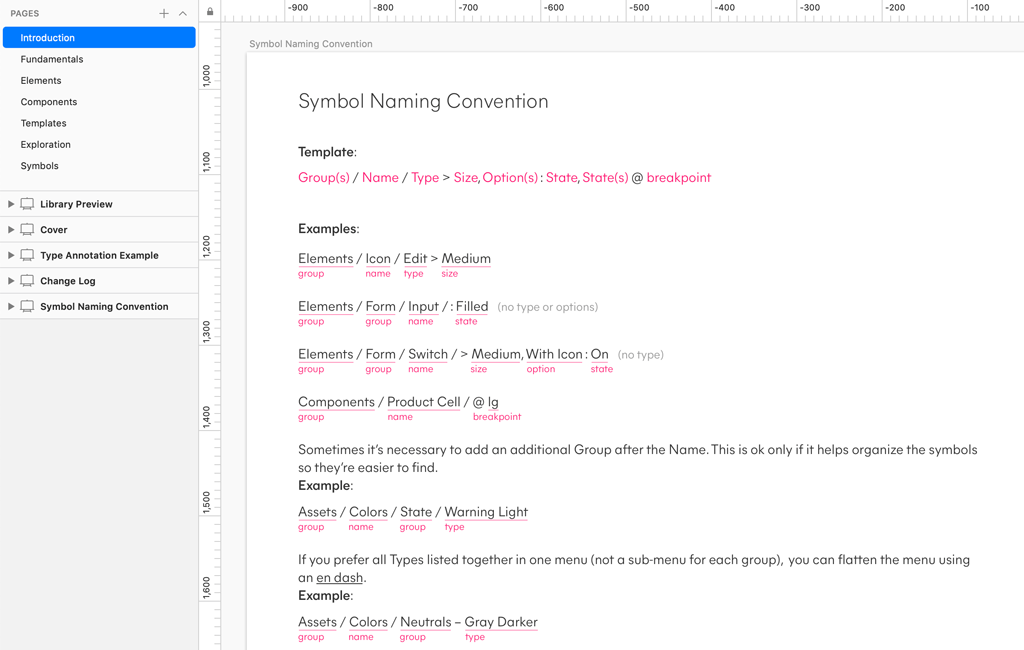 PAGES
Introduction
Fundamentals
Elements
Components
Templates
Exploration
Symbols
Library Preview
Cover
Type Annotation Example
Change Log
Symbol Naming Convention
-900 -800 -700 -600 -500 -400 -300 -200 -100
1,000
1,100
1,200
1,300
1,400
1,500
1,600
Symbol Naming Convention
Symbol Naming Convention
Template:
Group(s) / Name / Type > Size, Option(s) : State, State(s) @ breakpoint
Examples:
Elements / Icon / Edit > Medium
group name type size
Elements / Form / Input / : Filled (no type or options)
group group name state
Elements / Form / Switch / > Medium, With Icon : On (no type)
group group name size option state
Components / Product Cell / @ lg
group name breakpoint
Sometimes it’s necessary to add an additional Group after the Name. This is ok only if it helps organize the symbols
so they’re easier to find.
Example:
Assets / Colors / State / Warning Light
group name group type
If you prefer all Types listed together in one menu (not a sub-menu for each group), you can flatten the menu using
an en dash.
Example:
Assets / Colors / Neutrals – Gray Darker
group name group type